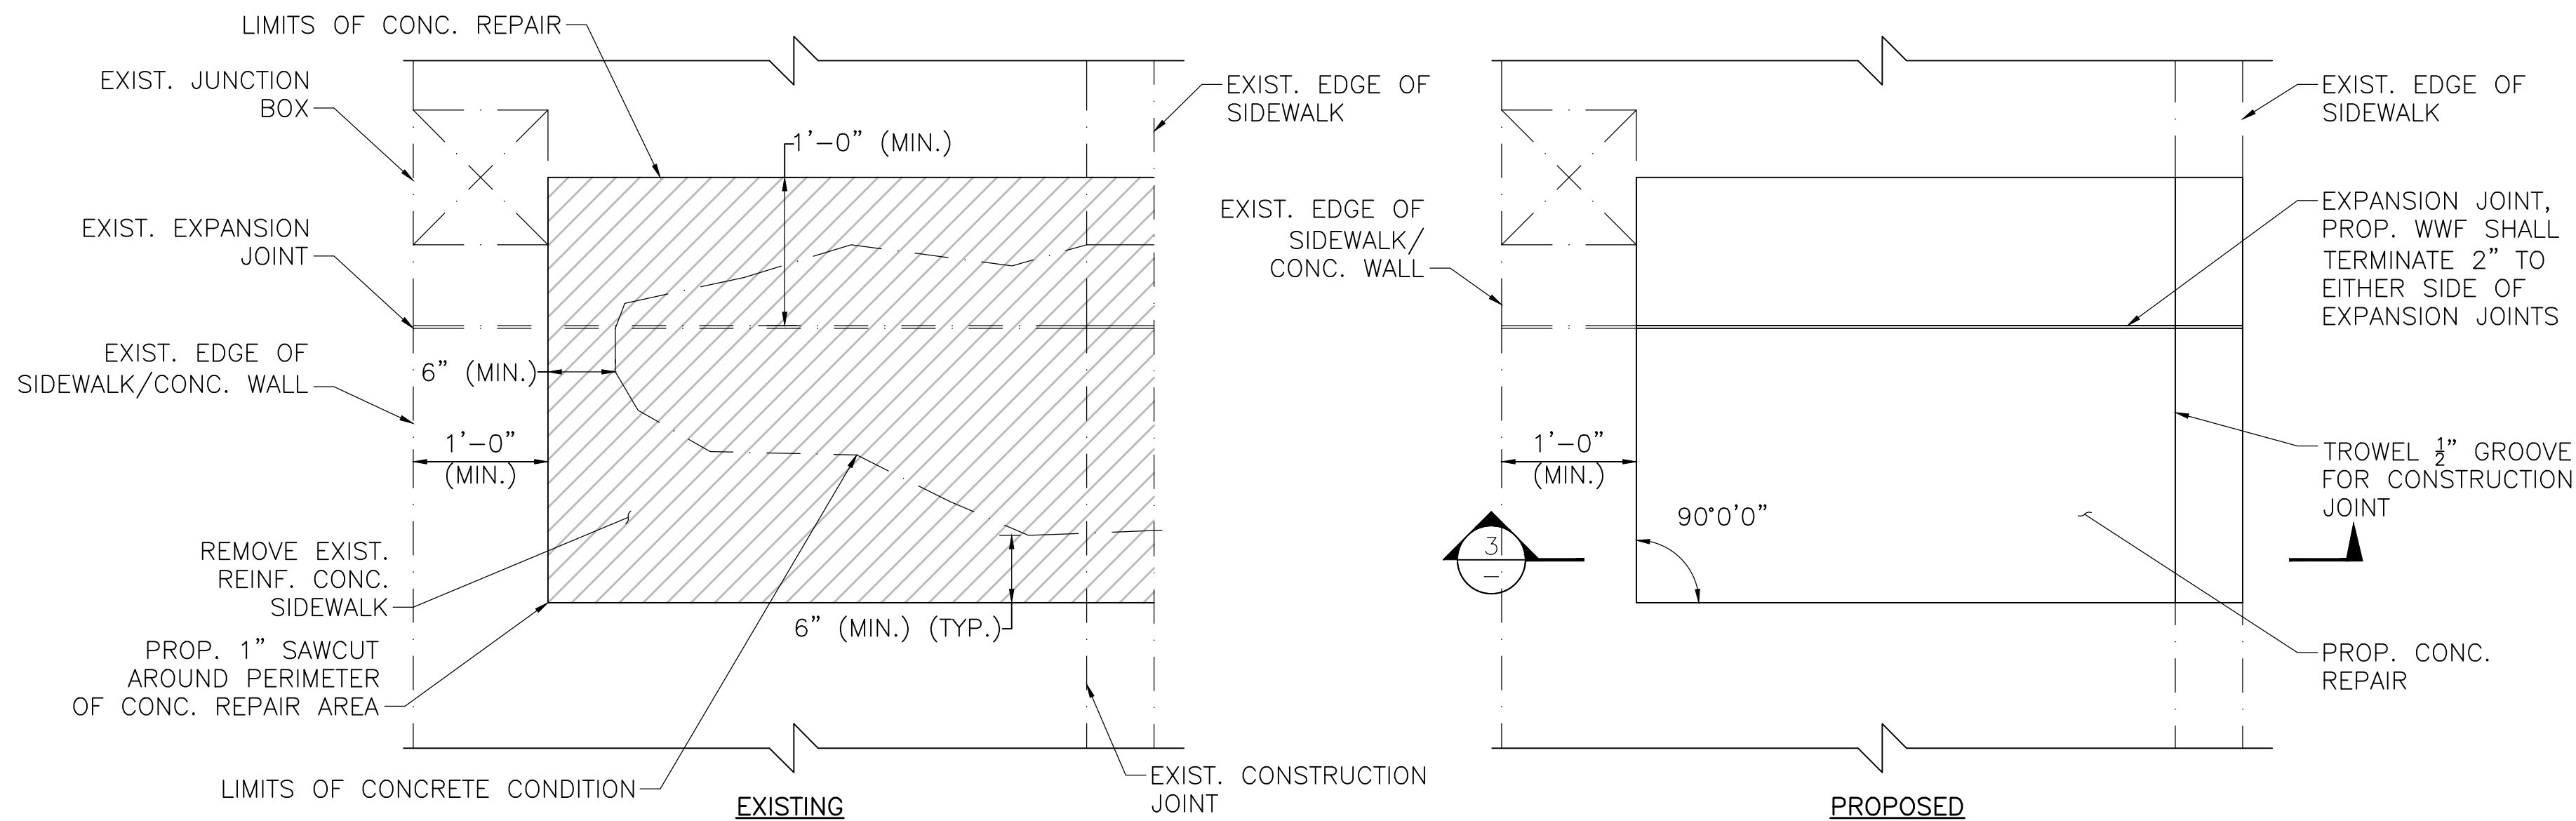 LIMITS OF CONC. REPAIR
EXIST. JUNCTION
BOX
EXIST. EXPANSION
JOINT
EXIST. EDGE OF
SIDEWALK/CONC. WALL
1'-0" (MIN.)
6" (MIN.)
1'-0"
(MIN.)
REMOVE EXIST.
REINF. CONC.
SIDEWALK
PROP. 1" SAWCUT
AROUND PERIMETER
OF CONC. REPAIR AREA
6" (MIN.) (TYP.)
LIMITS OF CONCRETE CONDITION
EXIST. EDGE OF
SIDEWALK
EXIST. CONSTRUCTION
JOINT
EXISTING
EXIST. EDGE OF
SIDEWALK/
CONC. WALL
1'-0"
(MIN.)
90°0'0"
3
–
EXIST. EDGE OF
SIDEWALK
EXPANSION JOINT,
PROP. WWF SHALL
TERMINATE 2" TO
EITHER SIDE OF
EXPANSION JOINTS
TROWEL ½" GROOVE
FOR CONSTRUCTION
JOINT
PROP. CONC.
REPAIR
PROPOSED